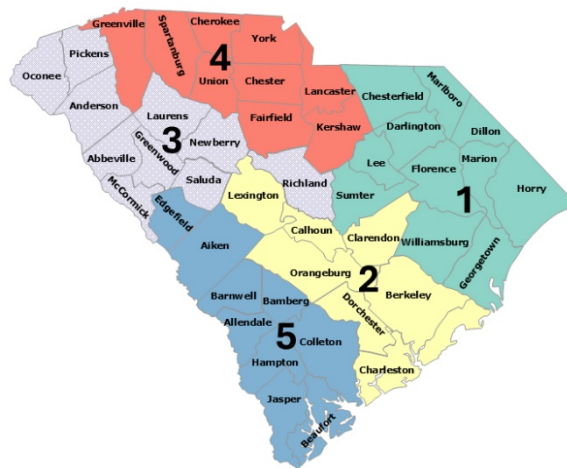 Cherokee
Greenville
Spartanburg
York
Pickens
4
Oconee
Union
Chester
Lancaster
Chesterfield
Marlboro
Anderson
Laurens
Fairfield
Kershaw
Darlington
Dillon
3
Newberry
Greenwood
Abbeville
Lee
Florence
Marion
McCormick
Saluda
Richland
Horry
Edgefield
Lexington
Sumter
1
Calhoun
Clarendon
Williamsburg
Aiken
Georgetown
Orangeburg
2
Berkeley
Barnwell
Bamberg
Dorchester
Allendale
5
Colleton
Hampton
Charleston
Jasper
Beaufort